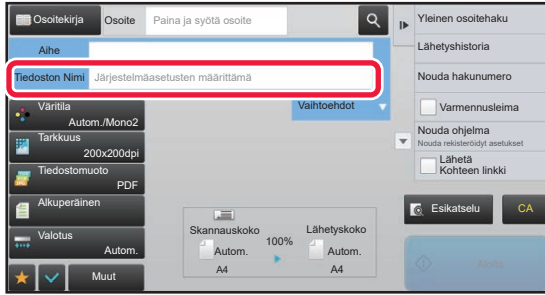 Osoitekirja
Osoite
Paina ja syötä osoite
Aihe
Tiedoston Nimi
Järjestelmäasetusten määrittämä
Väritila
Autom./Mono2
Vaihtoehdot
Tarkkuus
200x200dpi
Tiedostomuoto
PDF
Alkuperäinen
Valotus
Autom.
Muut
Skannauskoko
Autom.
A4
100%
Lähetyskoko
Autom.
A4
Yleinen osoitehaku
Lähetyshistoria
Nouda hakunumero
Varmennusleima
Nouda ohjelma
Nouda rekisteröidyt asetukset
Lähetä
Kohteen linkki
Esikatselu
CA